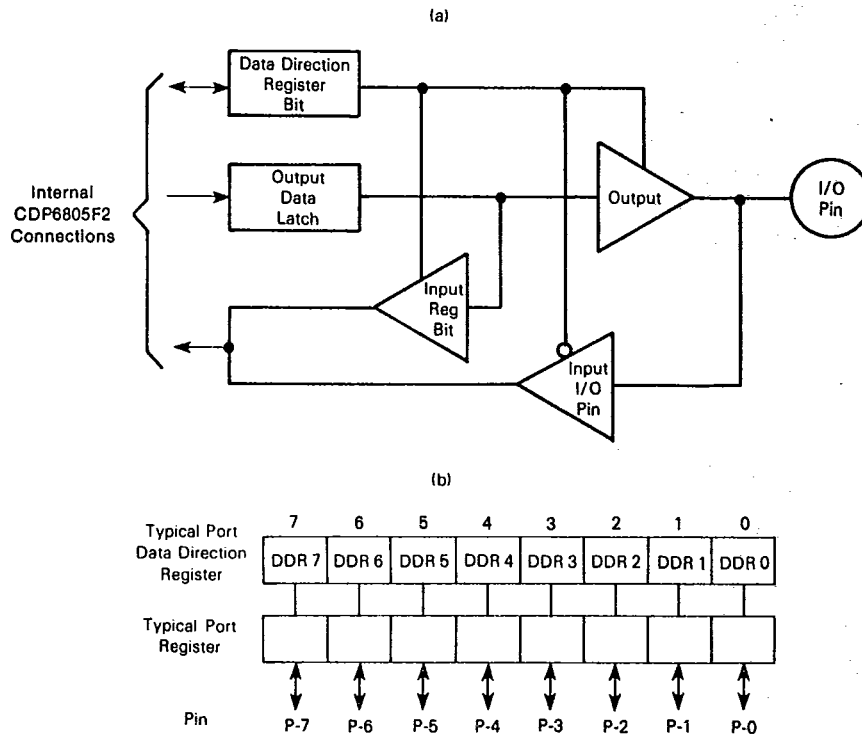 (a)
Data Direction
Register
Bit
Internal
CDP6805F2
Connections
Output
Data
Latch
Output
I/O
Pin
Input
Reg
Bit
Input
I/O
Pin
(b)
Typical Port
Data Direction
Register
7 6 5 4 3 2 1 0
DDR 7 DDR 6 DDR 5 DDR 4 DDR 3 DDR 2 DDR 1 DDR 0
Typical Port
Register
Pin
P-7 P-6 P-5 P-4 P-3 P-2 P-1 P-0